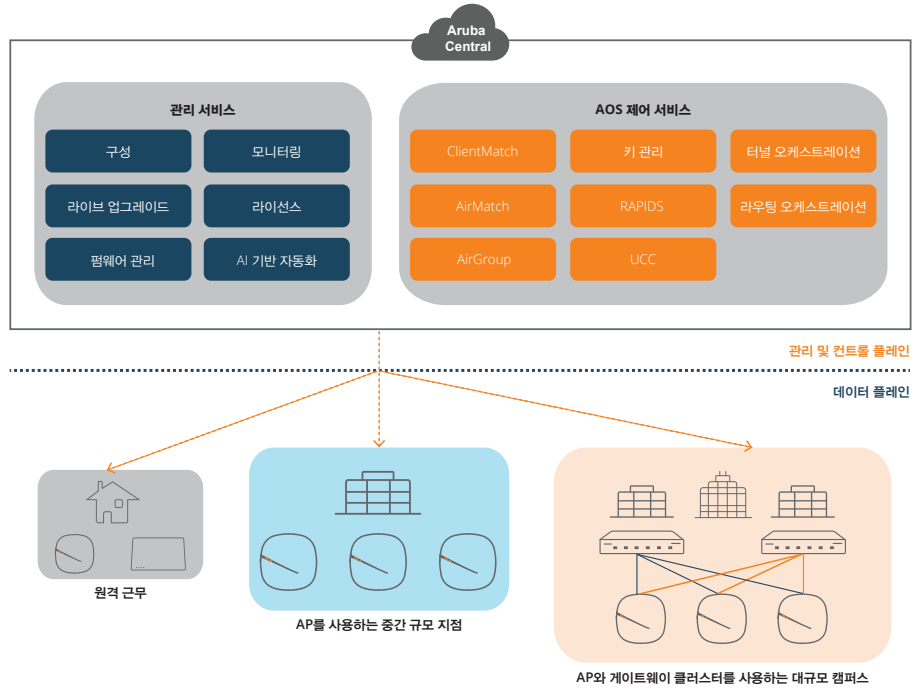 Aruba
Central
관리 서비스
구성
모니터링
라이브 업그레이드
라이선스
펌웨어 관리
AI 기반 자동화
AOS 제어 서비스
ClientMatch
키 관리
터널 오케스트레이션
AirMatch
RAPIDS
라우팅 오케스트레이션
AirGroup
UCC
관리 및 컨트롤 플레인
데이터 플레인
원격 근무
AP를 사용하는 중간 규모 지점
AP와 게이트웨이 클러스터를 사용하는 대규모 캠퍼스